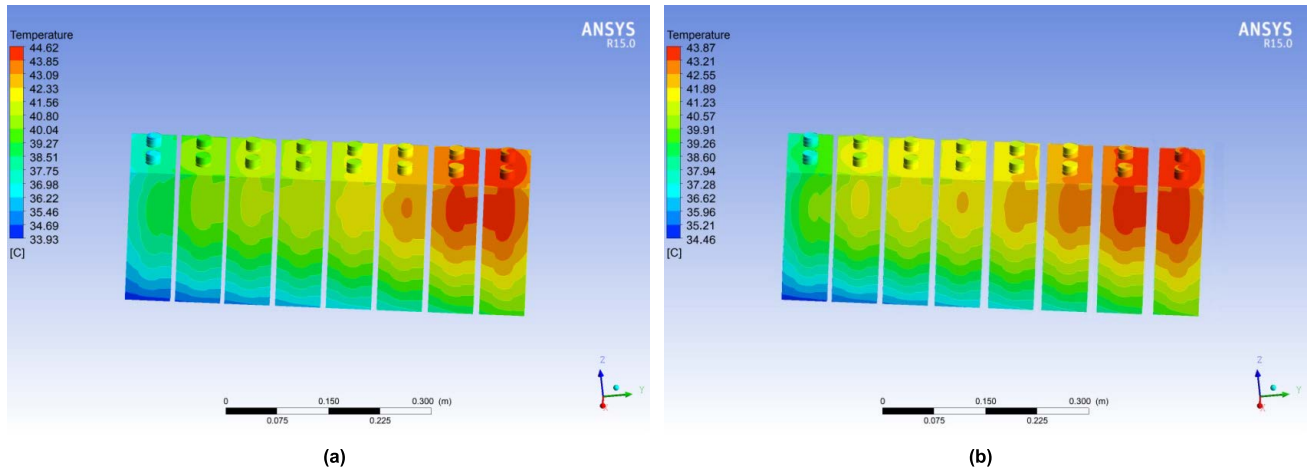 ANSYS
R15.0
Temperature
44.62
43.85
43.09
42.33
41.56
40.80
40.04
39.27
38.51
37.75
36.98
36.22
35.46
34.69
33.93
[C]
Z
Y
X
0 0.150 0.300 (m)
0.075 0.225
(a)
ANSYS
R15.0
Temperature
43.87
43.21
42.55
41.89
41.23
40.57
39.91
39.26
38.60
37.94
37.28
36.62
35.96
35.21
34.46
[C]
Z
Y
X
0 0.150 0.300 (m)
0.075 0.225
(b)